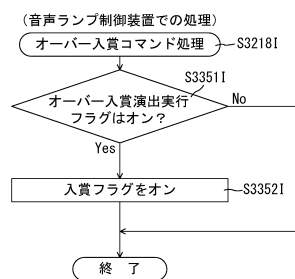 (音声ランプ制御装置での処理)
オーバー入賞コマンド処理
S3218I
S3351I
オーバー入賞演出実行
フラグはオン?
No
Yes
入賞フラグをオン
S3352I
終 了